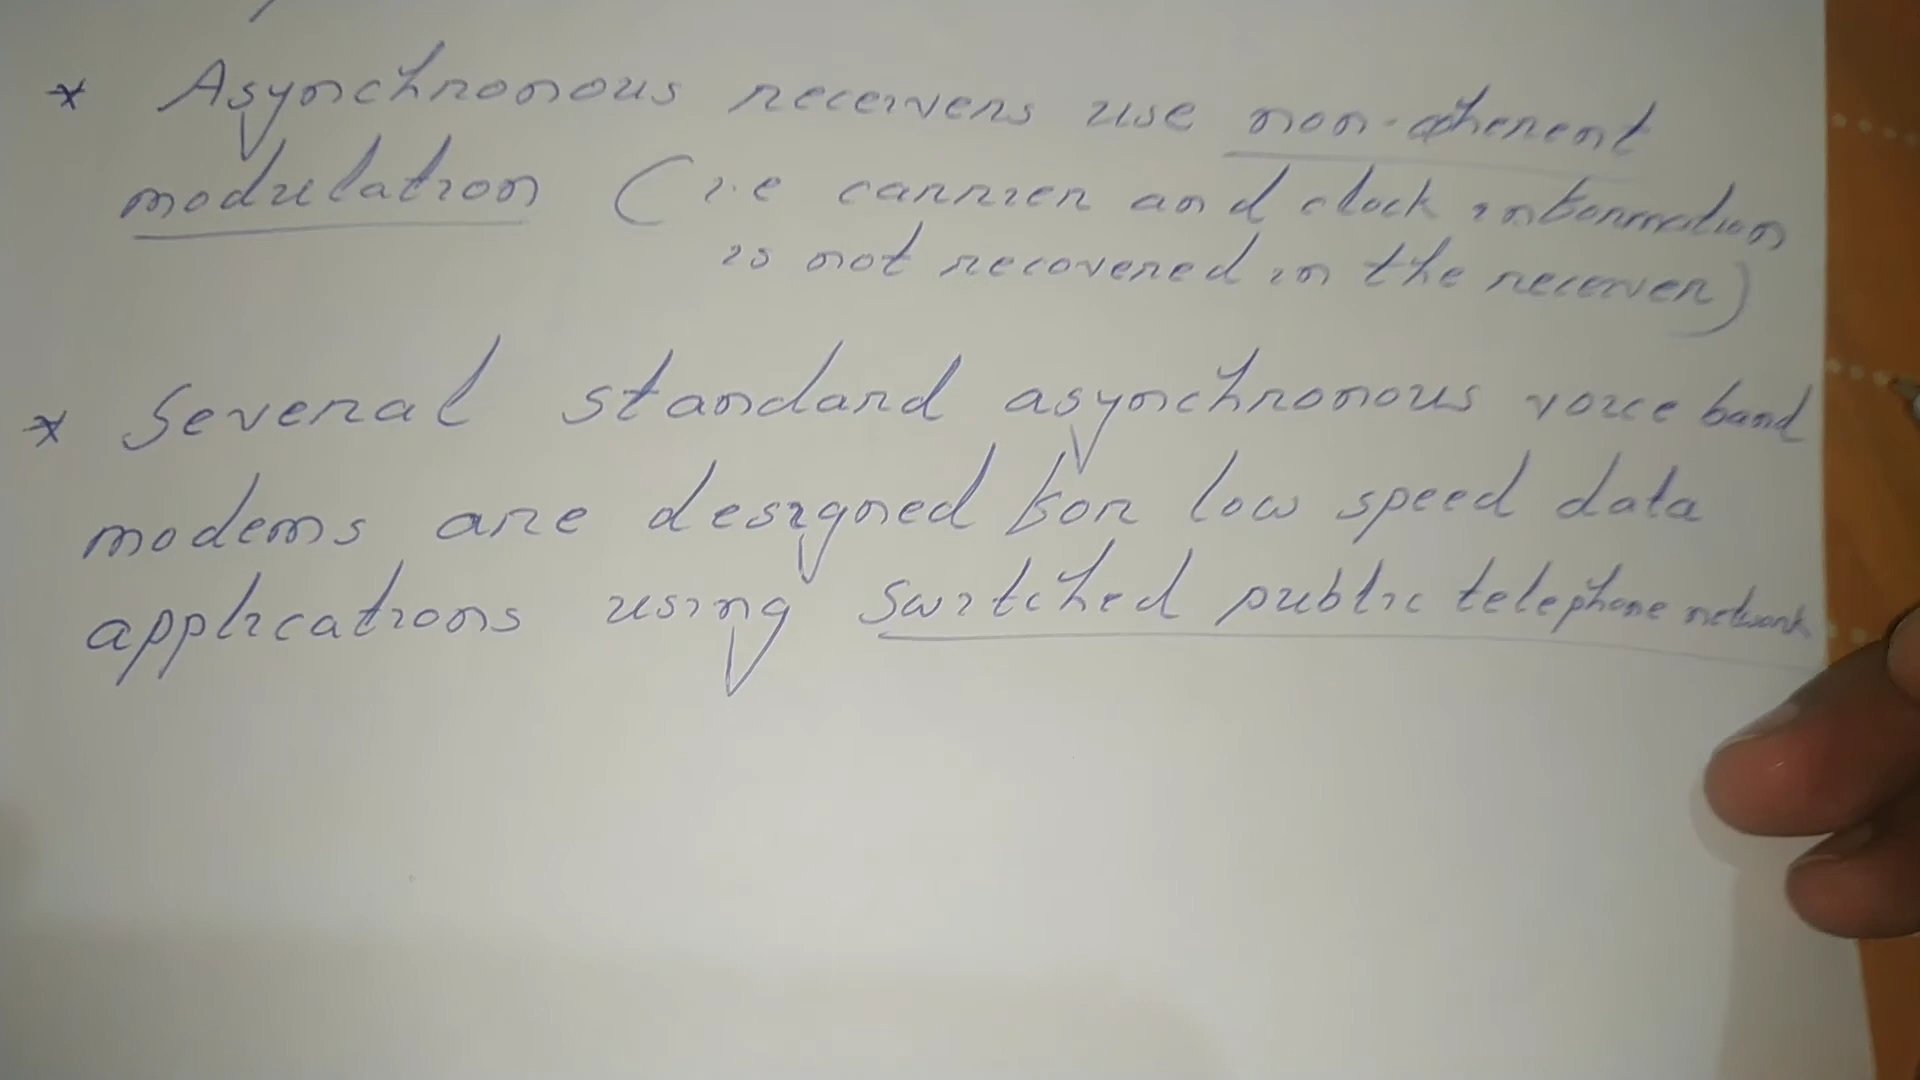 * Asynchronous receivers use non-coherent
modulation (i.e carrier and clock information
is not recovered in the receiver)
* Several standard asynchronous voice band
modems are designed for low speed data
applications using switched public telephone network